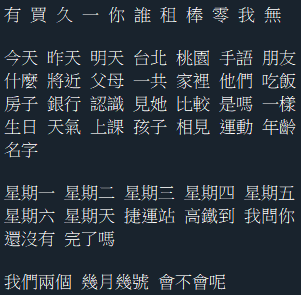 有 買 久 一 你 誰 租 棒 零 我 無
今天 昨天 明天 台北 桃園 手語 朋友
什麼 將近 父母 一共 家裡 他們 吃飯
房子 銀行 認識 見她 比較 是嗎 一樣
生日 天氣 上課 孩子 相見 運動 年齡
名字
星期一 星期二 星期三 星期四 星期五
星期六 星期天 捷運站 高鐵到 我問你
還沒有 完了嗎
我們兩個 幾月幾號 會不會呢